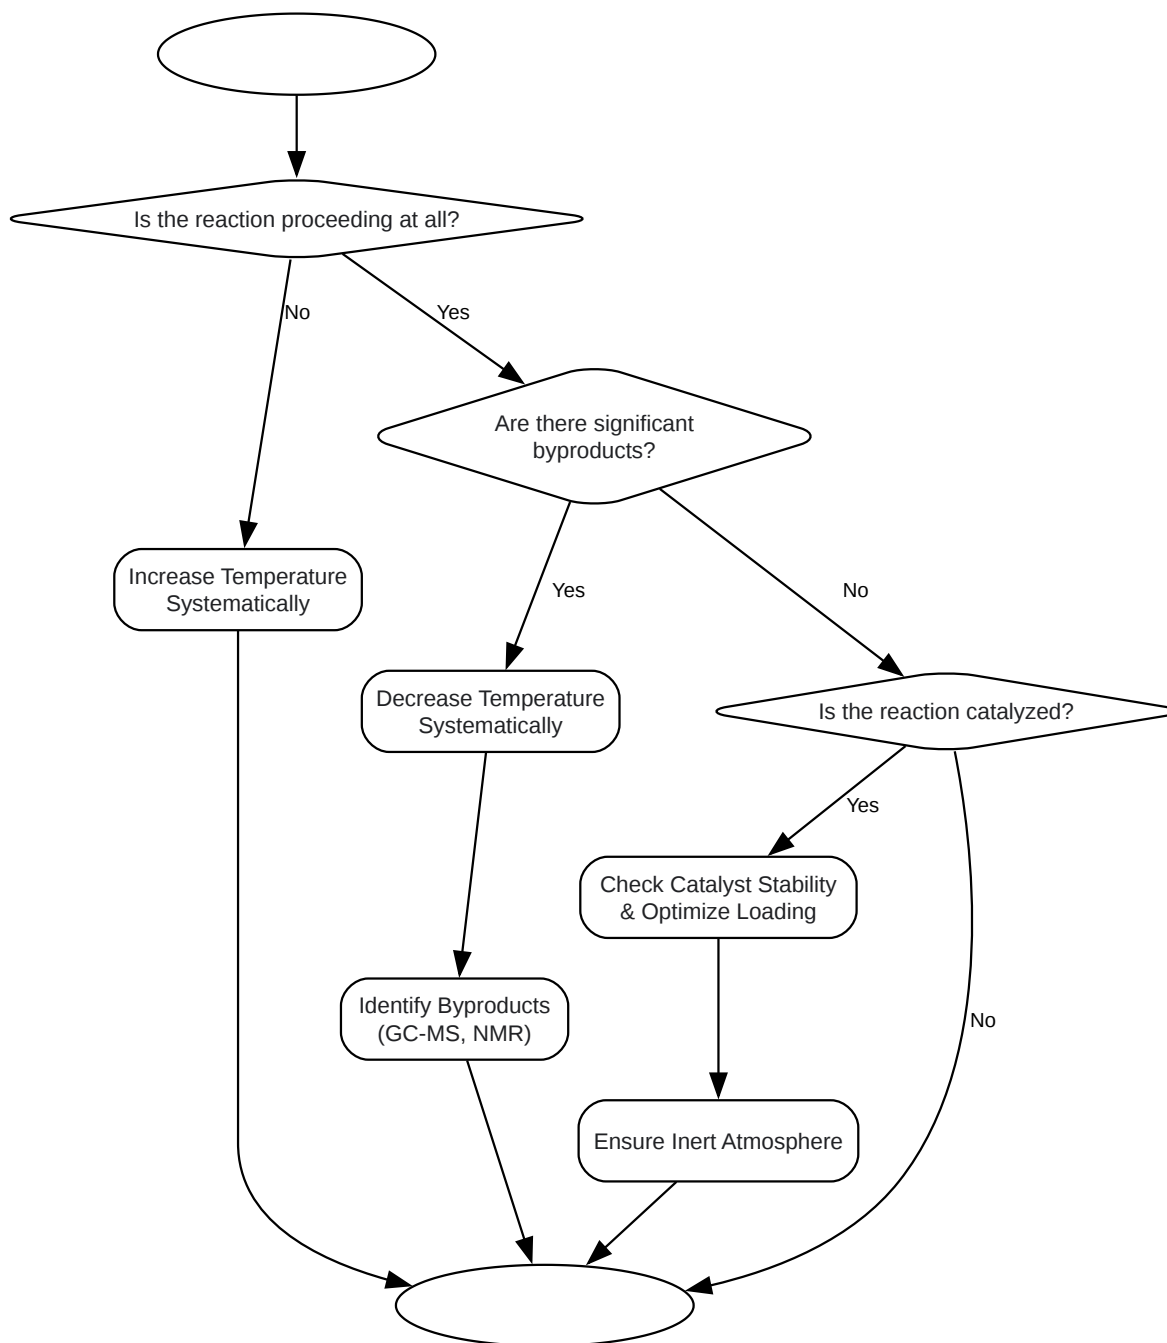 Is the reaction proceeding at all?
No
Yes
Are there significant
byproducts?
Increase Temperature
Systematically
Yes
No
Decrease Temperature
Systematically
Is the reaction catalyzed?
Yes
Check Catalyst Stability
& Optimize Loading
Identify Byproducts
(GC-MS, NMR)
No
Ensure Inert Atmosphere